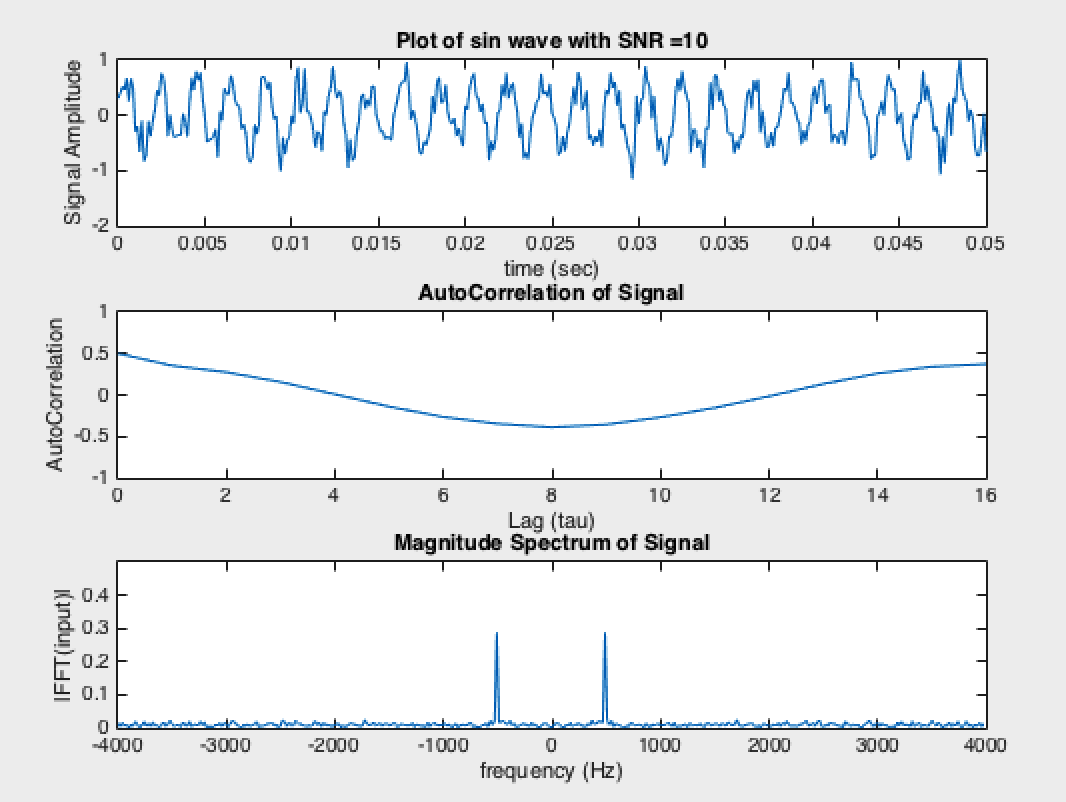 Plot of sin wave with SNR =10
Signal Amplitude
1
0
-1
-2
0 0.005 0.01 0.015 0.02 0.025 0.03 0.035 0.04 0.045 0.05
time (sec)
AutoCorrelation of Signal
AutoCorrelation
1
0.5
0
-0.5
-1
0 2 4 6 8 10 12 14 16
Lag (tau)
Magnitude Spectrum of Signal
|FFT(input)|
0.4
0.3
0.2
0.1
0
-4000 -3000 -2000 -1000 0 1000 2000 3000 4000
frequency (Hz)